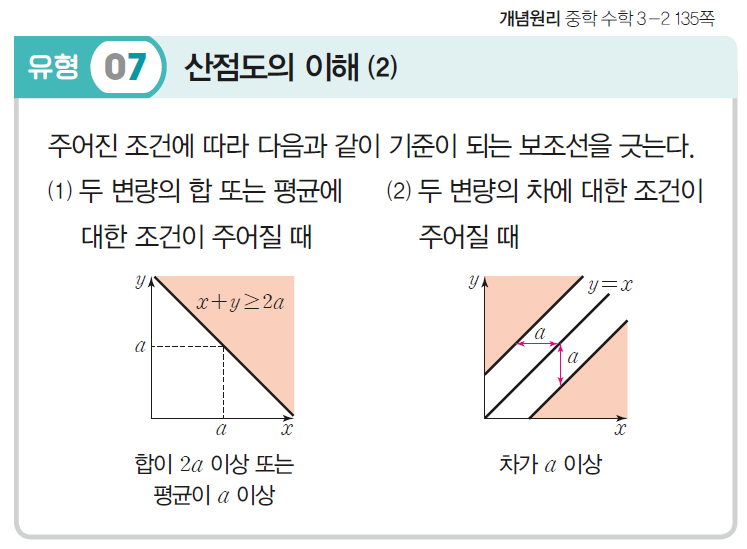 개념원리 중학 수학 3-2 135쪽
유형 07 산점도의 이해 (2)
주어진 조건에 따라 다음과 같이 기준이 되는 보조선을 긋는다.
(1) 두 변량의 합 또는 평균에
대한 조건이 주어질 때
y
x+y≥2a
a
a
x
합이 2a 이상 또는
평균이 a 이상
(2) 두 변량의 차에 대한 조건이
주어질 때
y
y=x
a
a
x
차가 a 이상